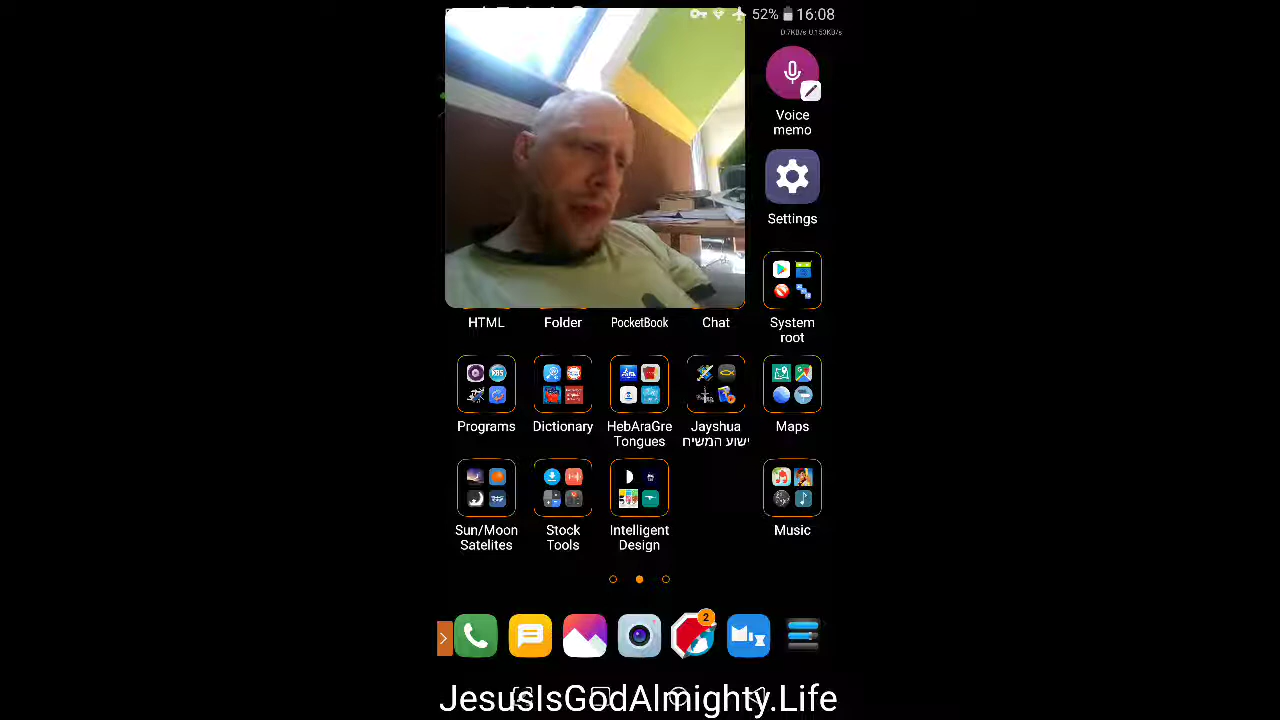 52% 16:08
Voice
memo
Settings
HTML
Folder
PocketBook
Chat
System
root
Programs
Dictionary
HebAraGre
Tongues
Jayshua
ישוע המשיח
Maps
Sun/Moon
Satelites
Stock
Tools
Intelligent
Design
Music
2
JesusIsGodAlmighty.Life